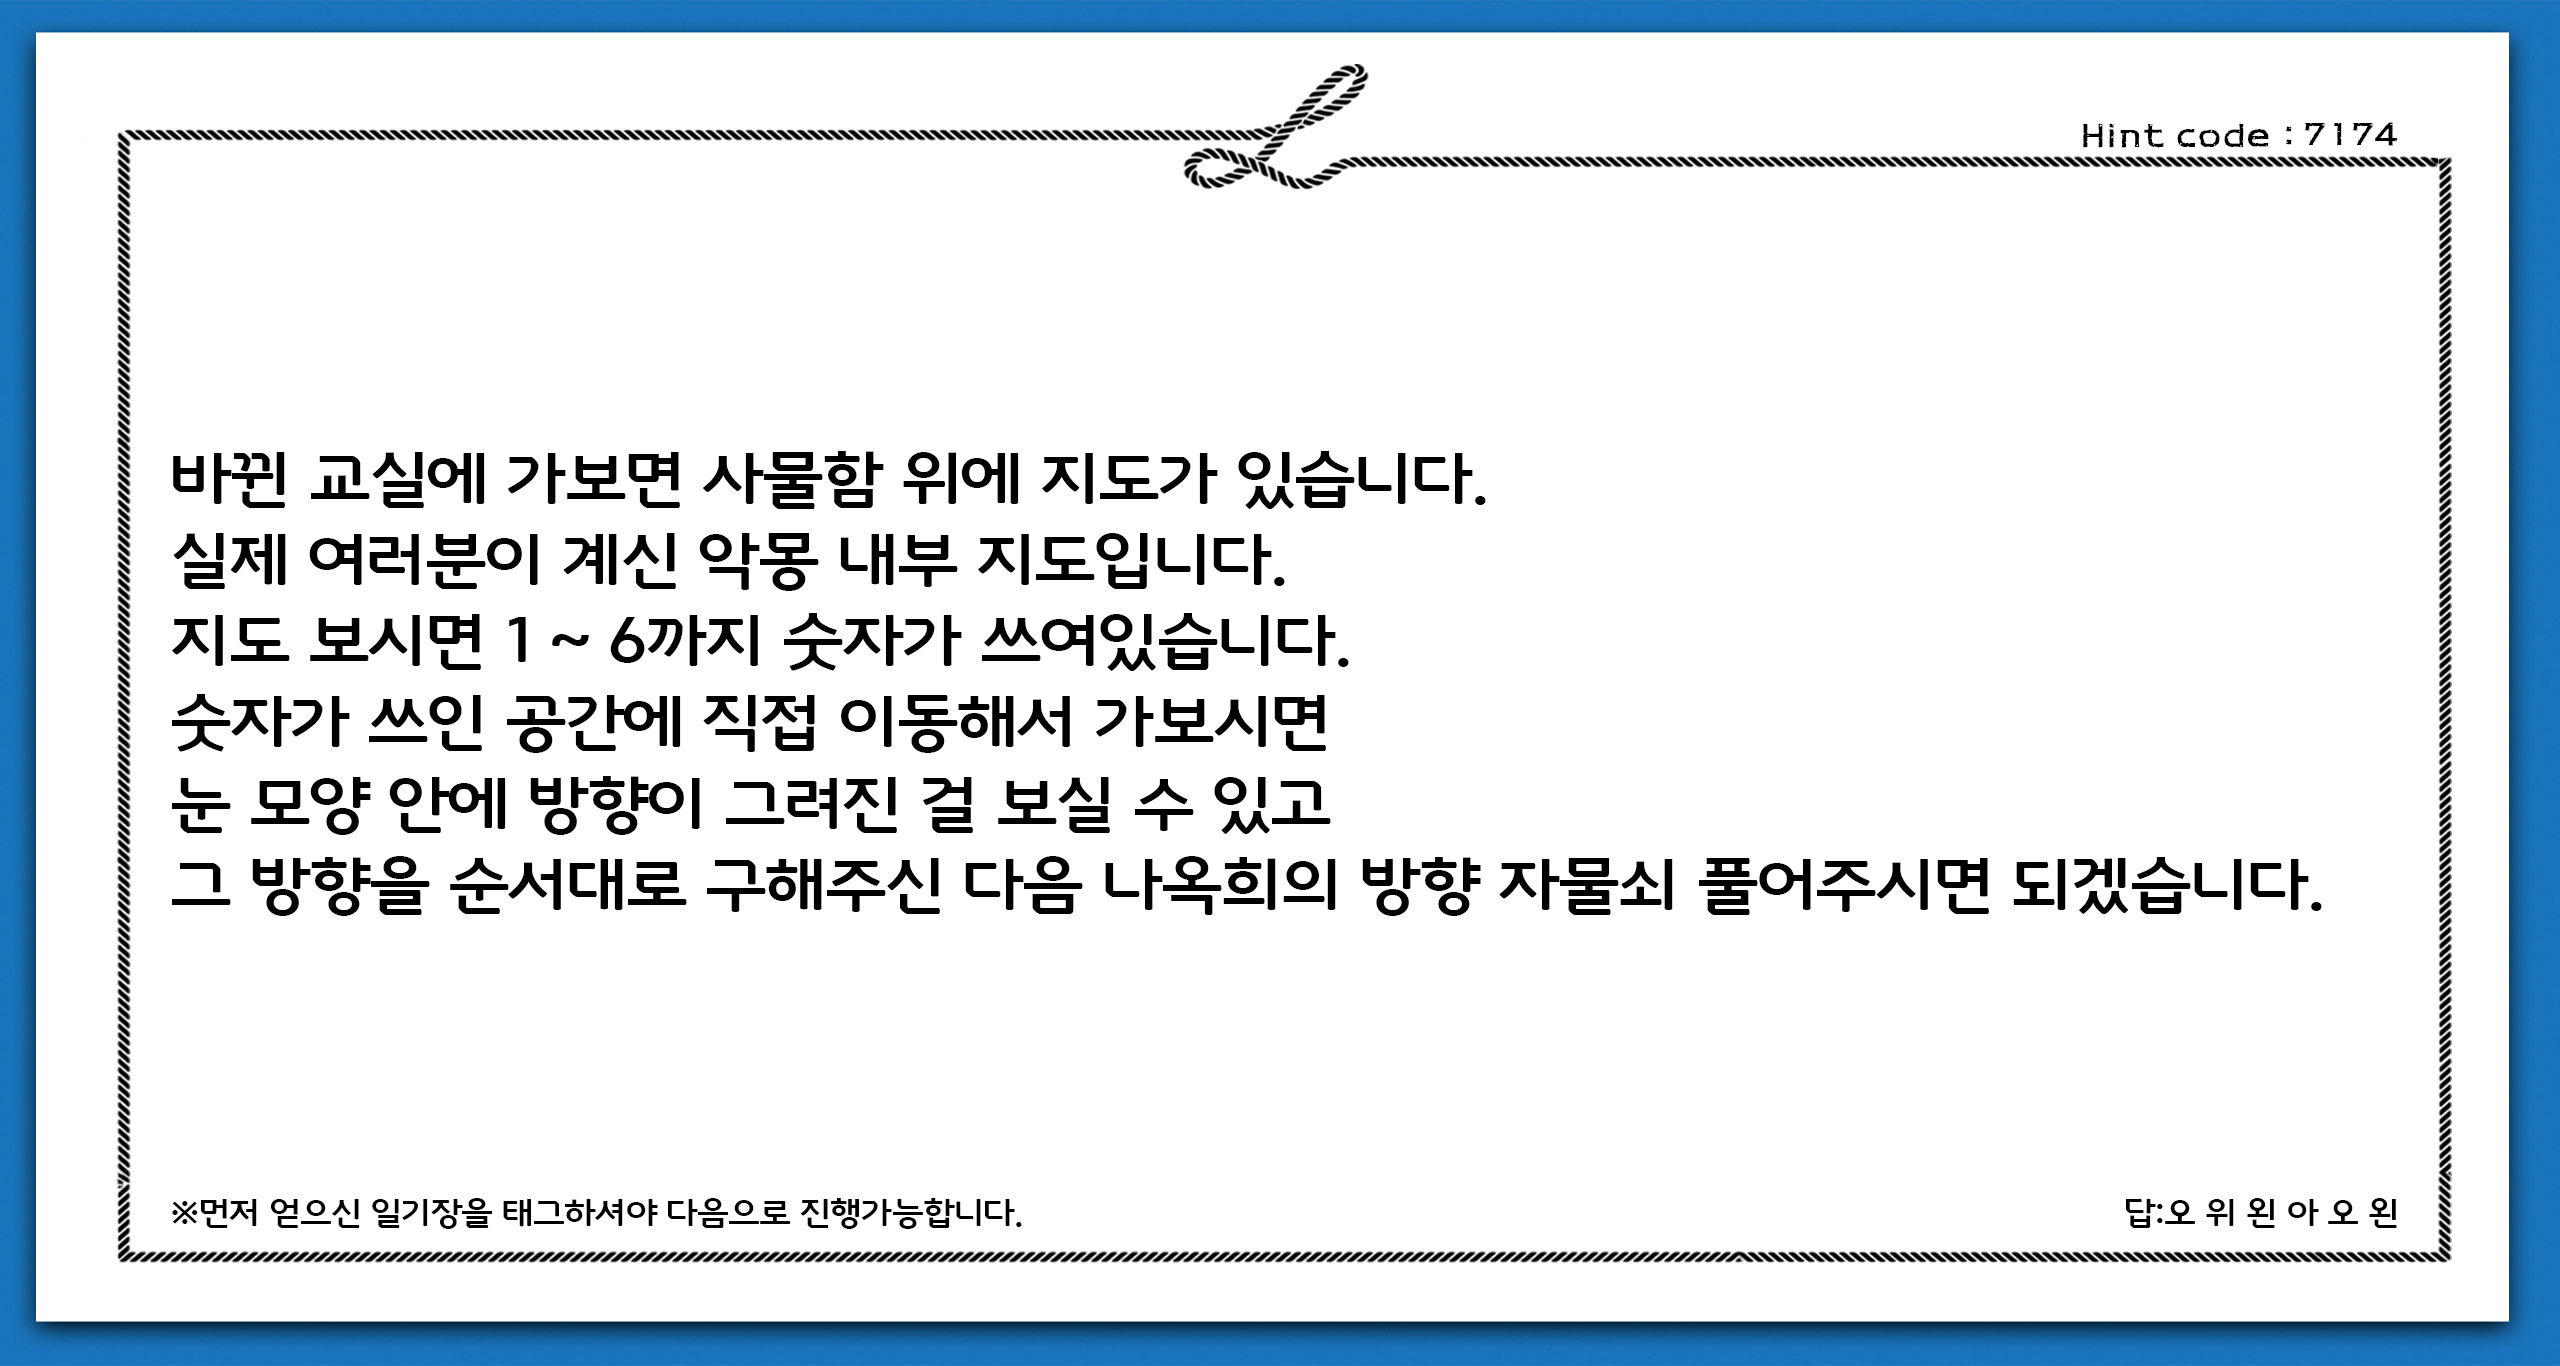 Hint code : 7174
바뀐 교실에 가보면 사물함 위에 지도가 있습니다.
실제 여러분이 계신 악몽 내부 지도입니다.
지도 보시면 1 ~ 6까지 숫자가 쓰여있습니다.
숫자가 쓰인 공간에 직접 이동해서 가보시면
눈 모양 안에 방향이 그려진 걸 보실 수 있고
그 방향을 순서대로 구해주신 다음 나옥희의 방향 자물쇠 풀어주시면 되겠습니다.
※먼저 얻으신 일기장을 태그하셔야 다음으로 진행가능합니다.
답:오 위 왼 아 오 왼